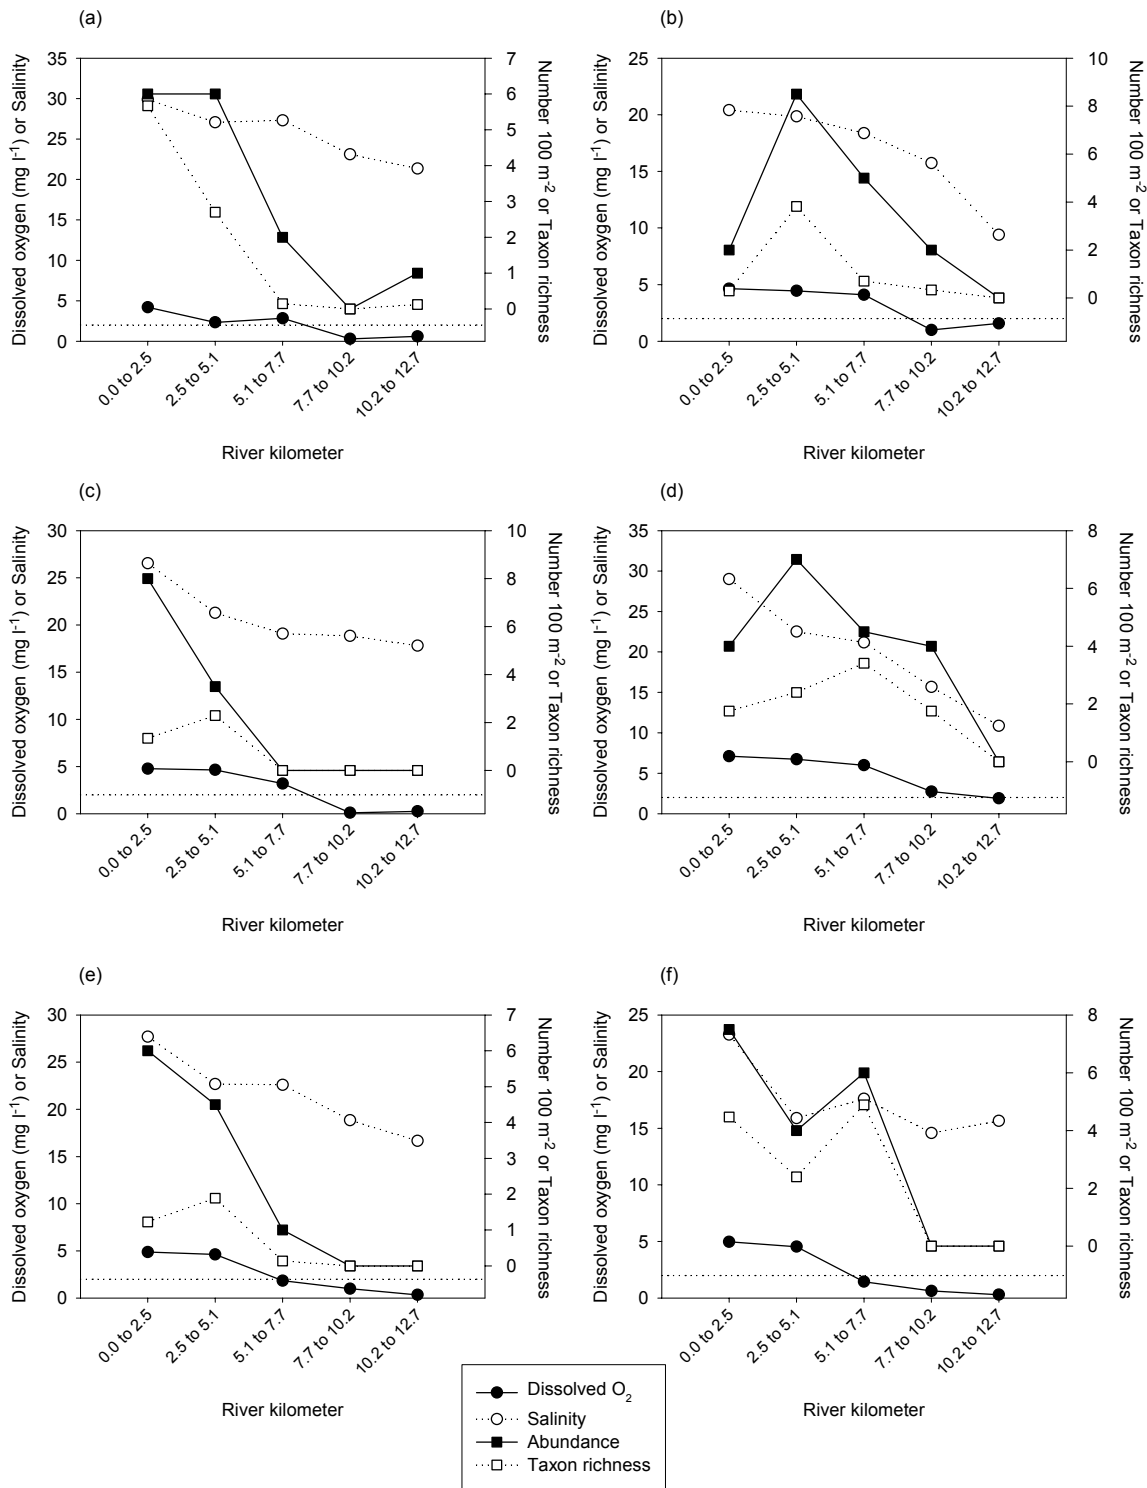 (a)
Dissolved oxygen (mg l⁻¹) or Salinity
35
30
25
20
15
10
5
0
7
6
5
4
3
2
1
0
Number 100 m⁻² or Taxon richness
0.0 to 2.5
2.5 to 5.1
5.1 to 7.7
7.7 to 10.2
10.2 to 12.7
River kilometer
(b)
Dissolved oxygen (mg l⁻¹) or Salinity
25
20
15
10
5
0
10
8
6
4
2
0
Number 100 m⁻² or Taxon richness
0.0 to 2.5
2.5 to 5.1
5.1 to 7.7
7.7 to 10.2
10.2 to 12.7
River kilometer
(c)
Dissolved oxygen (mg l⁻¹) or Salinity
30
25
20
15
10
5
0
10
8
6
4
2
0
Number 100 m⁻² or Taxon richness
0.0 to 2.5
2.5 to 5.1
5.1 to 7.7
7.7 to 10.2
10.2 to 12.7
River kilometer
(d)
Dissolved oxygen (mg l⁻¹) or Salinity
35
30
25
20
15
10
5
0
8
6
4
2
0
Number 100 m⁻² or Taxon richness
0.0 to 2.5
2.5 to 5.1
5.1 to 7.7
7.7 to 10.2
10.2 to 12.7
River kilometer
(e)
Dissolved oxygen (mg l⁻¹) or Salinity
30
25
20
15
10
5
0
7
6
5
4
3
2
1
0
Number 100 m⁻² or Taxon richness
0.0 to 2.5
2.5 to 5.1
5.1 to 7.7
7.7 to 10.2
10.2 to 12.7
River kilometer
(f)
Dissolved oxygen (mg l⁻¹) or Salinity
25
20
15
10
5
0
8
6
4
2
0
Number 100 m⁻² or Taxon richness
0.0 to 2.5
2.5 to 5.1
5.1 to 7.7
7.7 to 10.2
10.2 to 12.7
River kilometer
Dissolved O₂
Salinity
Abundance
Taxon richness